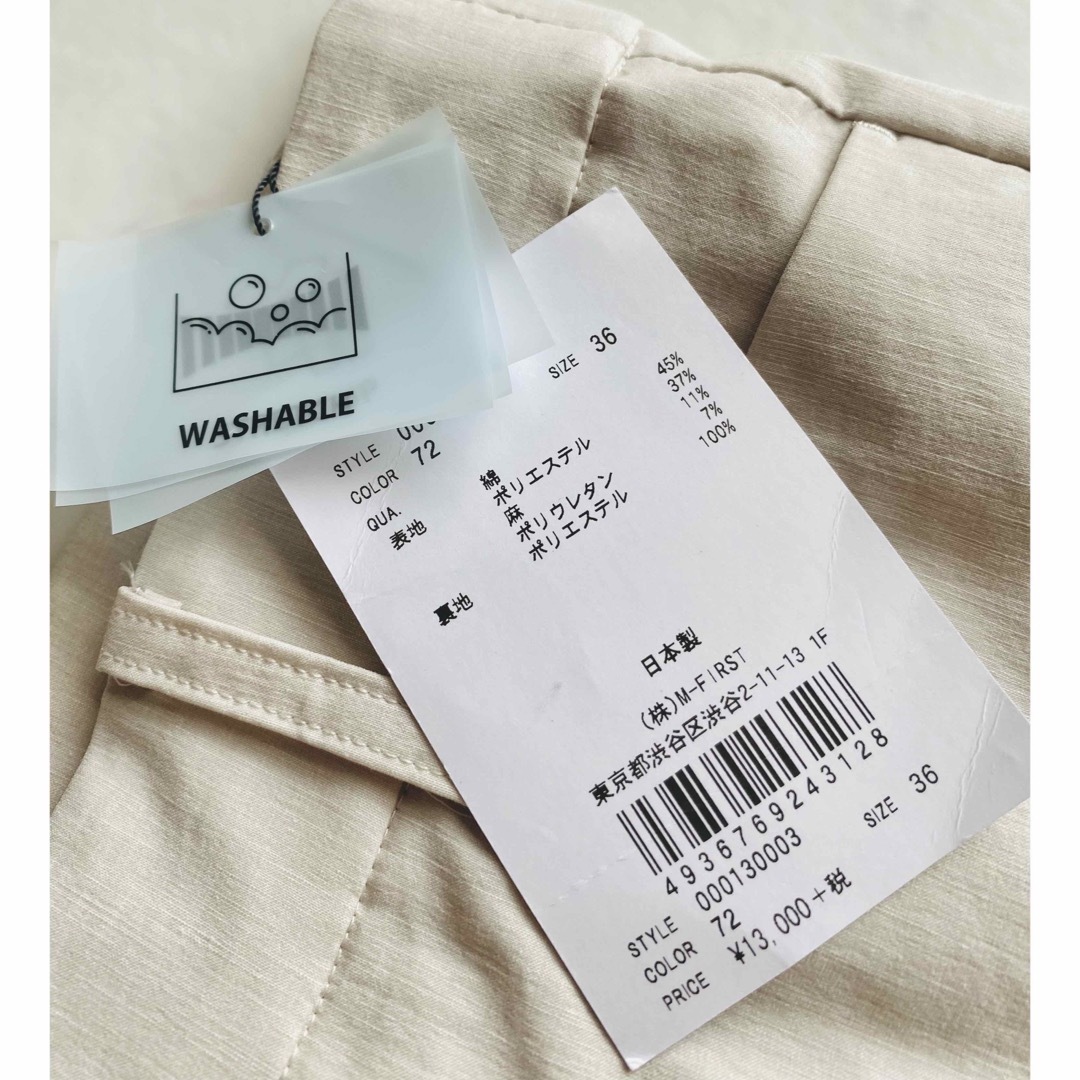 WASHABLE
SIZE 36
STYLE
COLOR 72
QUA.
表地 綿 45%
ポリエステル 37%
麻 11%
ポリウレタン 7%
裏地 ポリエステル 100%
日本製
(株)M-FIRST
東京都渋谷区渋谷2-11-13 1F
4936769243128
STYLE 000130003 SIZE 36
COLOR 72
PRICE ¥13,000+税